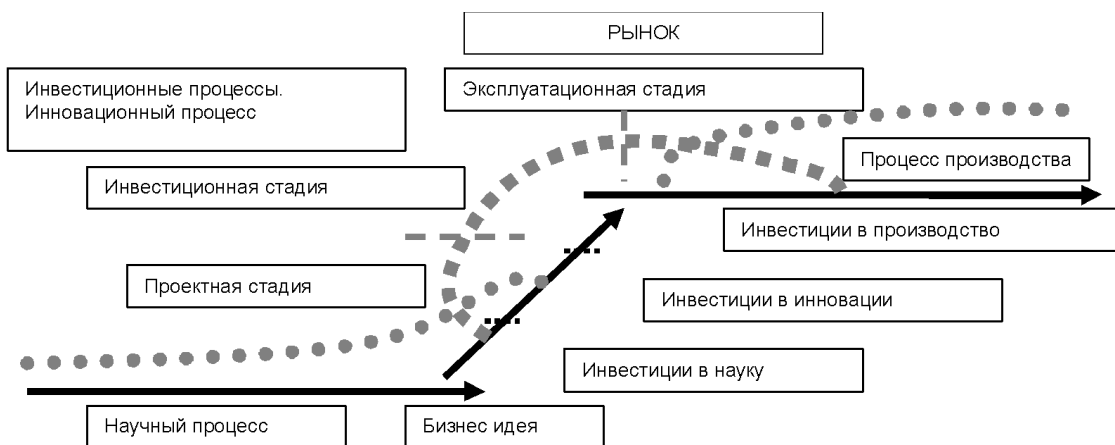 РЫНОК
Инвестиционные процессы.
Инновационный процесс
Эксплуатационная стадия
Процесс производства
Инвестиционная стадия
Инвестиции в производство
Проектная стадия
Инвестиции в инновации
Инвестиции в науку
Научный процесс
Бизнес идея